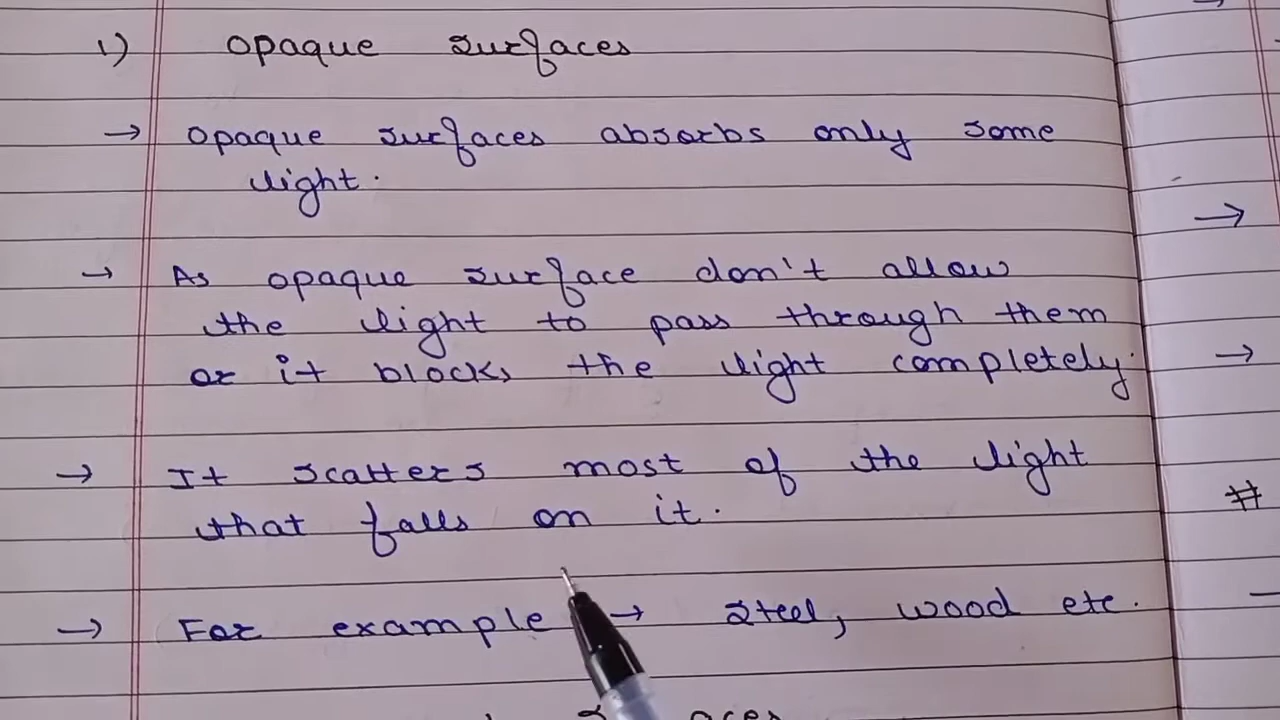 1) opaque surfaces
→ opaque surfaces absorbs only some
light.
→ As opaque surface don't allow
the light to pass through them
or it blocks the light completely.
→ It scatters most of the light
that falls on it.
→ For example → steel, wood etc.